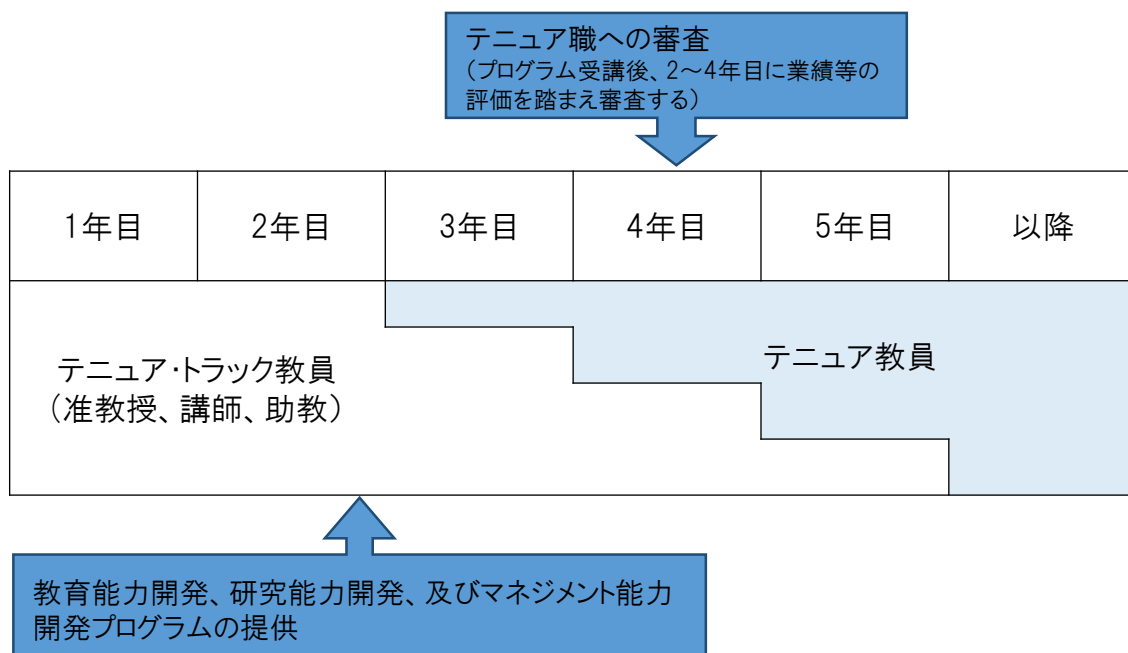 テニュア職への審査
（プログラム受講後、2～4年目に業績等の
評価を踏まえ審査する）
1年目
2年目
3年目
4年目
5年目
以降
テニュア・トラック教員
（准教授、講師、助教）
テニュア教員
教育能力開発、研究能力開発、及びマネジメント能力
開発プログラムの提供